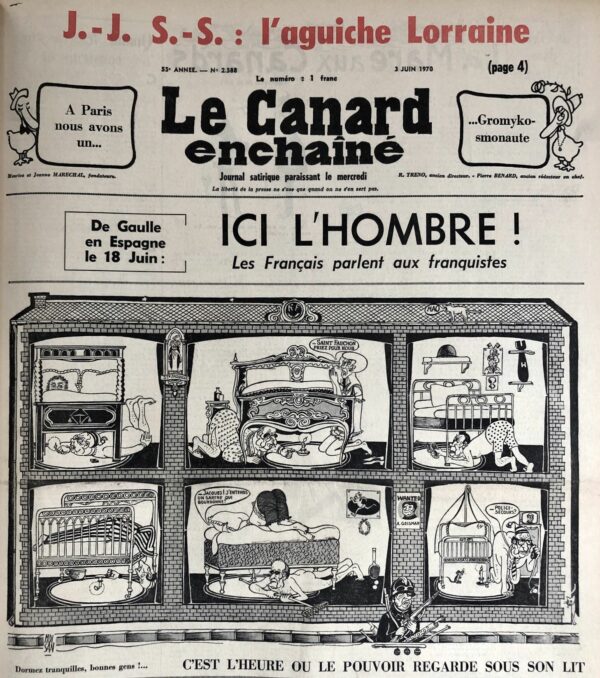 J.-J. S.-S. : l'aguiche Lorraine
55e ANNÉE. — N° 2.588
3 JUIN 1970
(page 4)
Le numéro : 1 franc
A Paris
nous avons
un...
Le Canard
enchaîné
...Gromyko-
smonaute
Maurice et Jeanne MARECHAL, fondateurs.
Journal satirique paraissant le mercredi
R. TRENO, ancien directeur. - Pierre BENARD, ancien rédacteur en chef.
La liberté de la presse ne s'use que quand on ne s'en sert pas.
De Gaulle
en Espagne
le 18 Juin :
ICI L'HOMBRE !
Les Français parlent aux franquistes
SAINT FAUCHON
PRIEZ POUR NOUS
...JACQUES ! J'ENTENDS
UN GAUCHO QUI
BOURDONNE !
WANTED
A. GEISMAR
POLICE-
SECOURS !
Dormez tranquilles, bonnes gens !...
C'EST L'HEURE OU LE POUVOIR REGARDE SOUS SON LIT